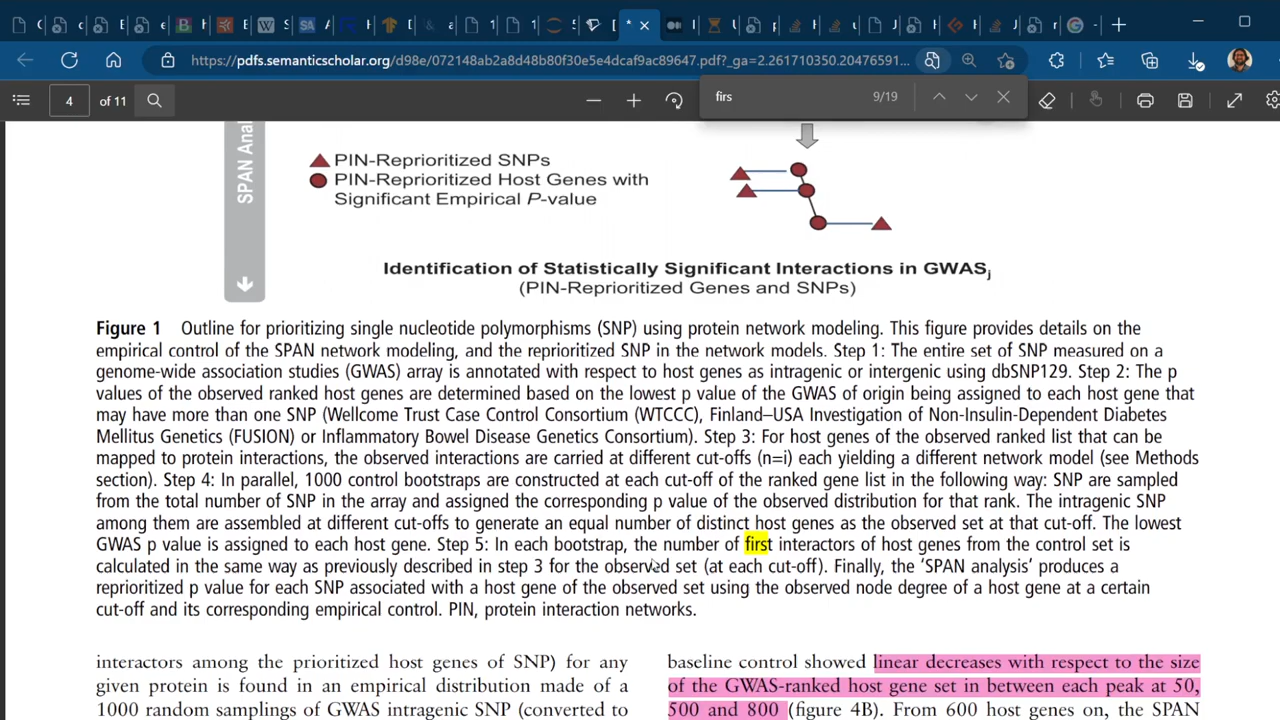 https://pdfs.semanticscholar.org/d98e/072148ab2a8d48b80f30e5e4dcaf9ac89647.pdf?_ga=2.261710350.20476591...
4 of 11
firs 9/19
SPAN Anal
PIN-Reprioritized SNPs
PIN-Reprioritized Host Genes with
Significant Empirical P-value
Identification of Statistically Significant Interactions in GWASj
(PIN-Reprioritized Genes and SNPs)
Figure 1 Outline for prioritizing single nucleotide polymorphisms (SNP) using protein network modeling. This figure provides details on the
empirical control of the SPAN network modeling, and the reprioritized SNP in the network models. Step 1: The entire set of SNP measured on a
genome-wide association studies (GWAS) array is annotated with respect to host genes as intragenic or intergenic using dbSNP129. Step 2: The p
values of the observed ranked host genes are determined based on the lowest p value of the GWAS of origin being assigned to each host gene that
may have more than one SNP (Wellcome Trust Case Control Consortium (WTCCC), Finland–USA Investigation of Non-Insulin-Dependent Diabetes
Mellitus Genetics (FUSION) or Inflammatory Bowel Disease Genetics Consortium). Step 3: For host genes of the observed ranked list that can be
mapped to protein interactions, the observed interactions are carried at different cut-offs (n=i) each yielding a different network model (see Methods
section). Step 4: In parallel, 1000 control bootstraps are constructed at each cut-off of the ranked gene list in the following way: SNP are sampled
from the total number of SNP in the array and assigned the corresponding p value of the observed distribution for that rank. The intragenic SNP
among them are assembled at different cut-offs to generate an equal number of distinct host genes as the observed set at that cut-off. The lowest
GWAS p value is assigned to each host gene. Step 5: In each bootstrap, the number of first interactors of host genes from the control set is
calculated in the same way as previously described in step 3 for the observed set (at each cut-off). Finally, the ‘SPAN analysis’ produces a
reprioritized p value for each SNP associated with a host gene of the observed set using the observed node degree of a host gene at a certain
cut-off and its corresponding empirical control. PIN, protein interaction networks.
interactors among the prioritized host genes of SNP) for any
given protein is found in an empirical distribution made of a
1000 random samplings of GWAS intragenic SNP (converted to
baseline control showed linear decreases with respect to the size
of the GWAS-ranked host gene set in between each peak at 50,
500 and 800 (figure 4B). From 600 host genes on, the SPAN